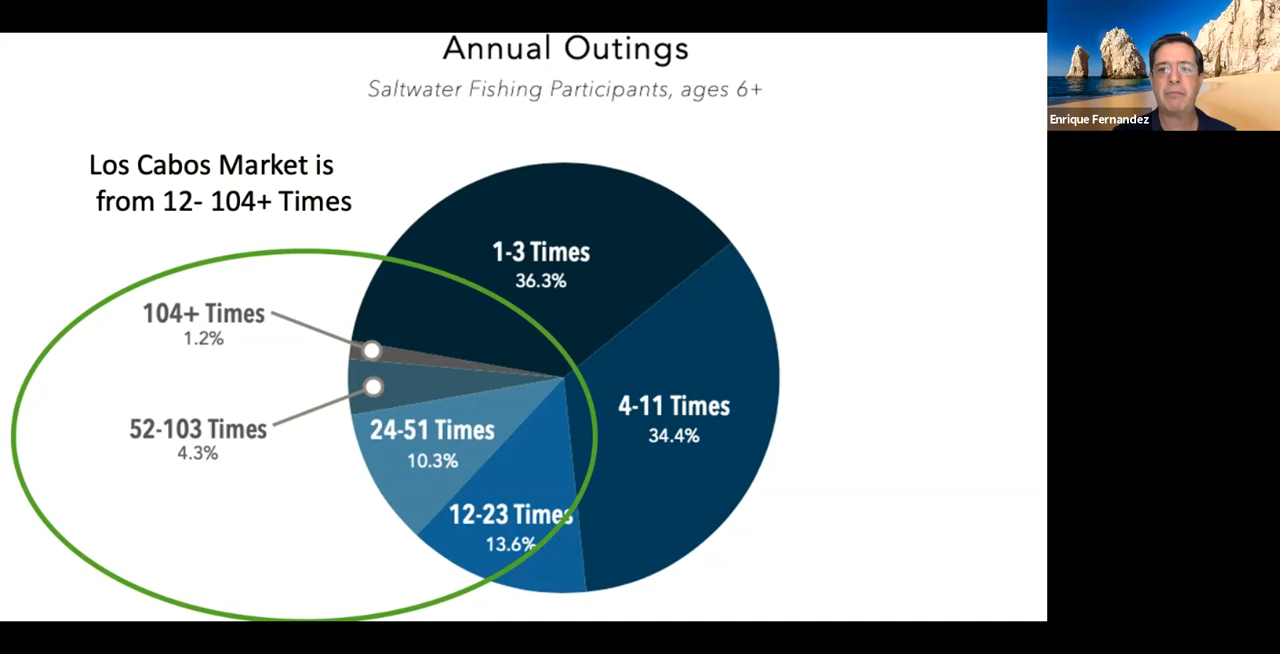 Annual Outings
Saltwater Fishing Participants, ages 6+
Los Cabos Market is
from 12- 104+ Times
1-3 Times
36.3%
104+ Times
1.2%
4-11 Times
34.4%
52-103 Times
4.3%
24-51 Times
10.3%
12-23 Times
13.6%
Enrique Fernandez